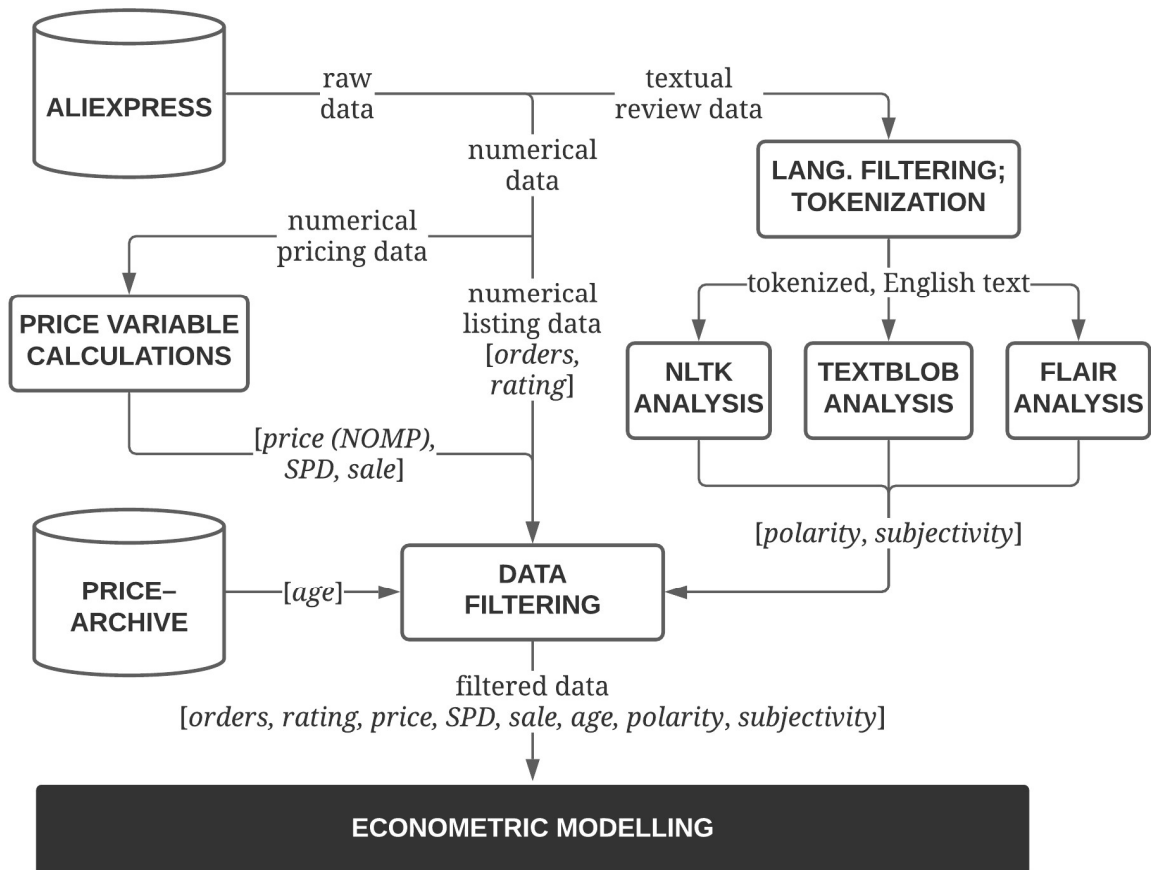 ALIEXPRESS
raw
data
textual
review data
numerical
data
LANG. FILTERING;
TOKENIZATION
numerical
pricing data
tokenized, English text
numerical
listing data
[orders,
rating]
PRICE VARIABLE
CALCULATIONS
NLTK
ANALYSIS
TEXTBLOB
ANALYSIS
FLAIR
ANALYSIS
[price (NOMP),
SPD, sale]
[polarity, subjectivity]
PRICE–
ARCHIVE
[age]
DATA
FILTERING
filtered data
[orders, rating, price, SPD, sale, age, polarity, subjectivity]
ECONOMETRIC MODELLING